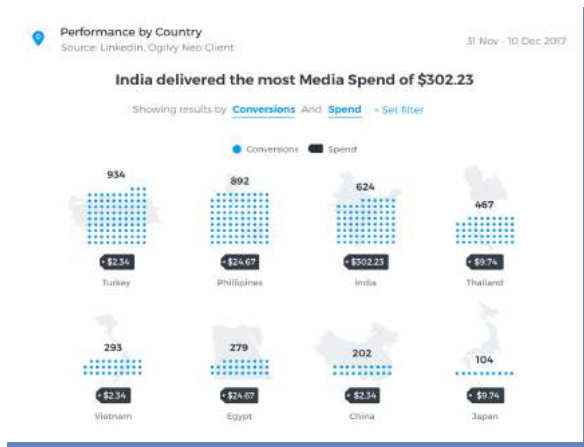 Performance by Country
Source: LinkedIn, Ogilvy Neo Client
31 Nov - 10 Dec 2017
India delivered the most Media Spend of $302.23
Showing results by Conversions And Spend + Set filter
Conversions Spend
934 892 624 467
$2.34 $24.67 $302.23 $9.74
Turkey Phillipines India Thailand
293 279 202 104
$2.34 $24.67 $2.34 $9.74
Vietnam Egypt China Japan